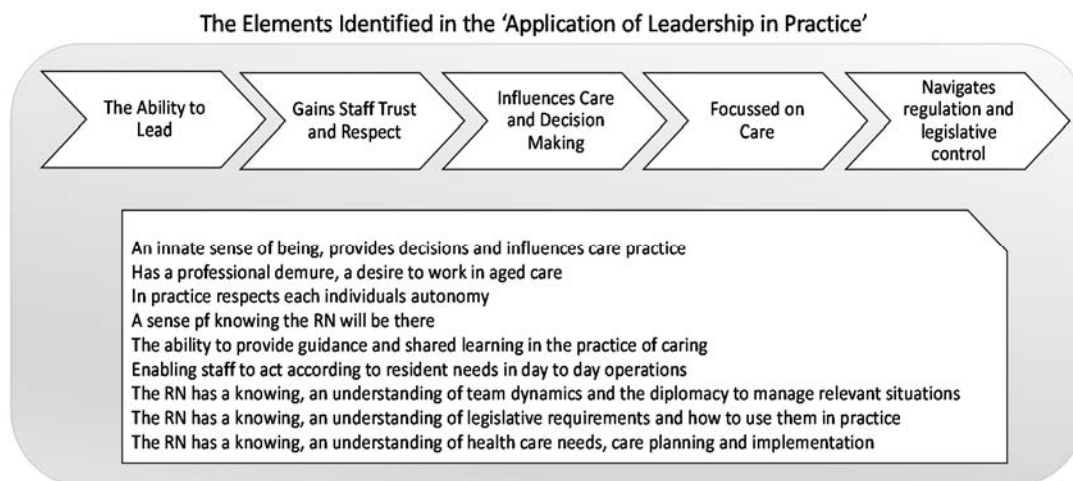 The Elements Identified in the 'Application of Leadership in Practice'
The Ability to
Lead
Gains Staff Trust
and Respect
Influences Care
and Decision
Making
Focussed on
Care
Navigates
regulation and
legislative
control
An innate sense of being, provides decisions and influences care practice
Has a professional demure, a desire to work in aged care
In practice respects each individuals autonomy
A sense pf knowing the RN will be there
The ability to provide guidance and shared learning in the practice of caring
Enabling staff to act according to resident needs in day to day operations
The RN has a knowing, an understanding of team dynamics and the diplomacy to manage relevant situations
The RN has a knowing, an understanding of legislative requirements and how to use them in practice
The RN has a knowing, an understanding of health care needs, care planning and implementation